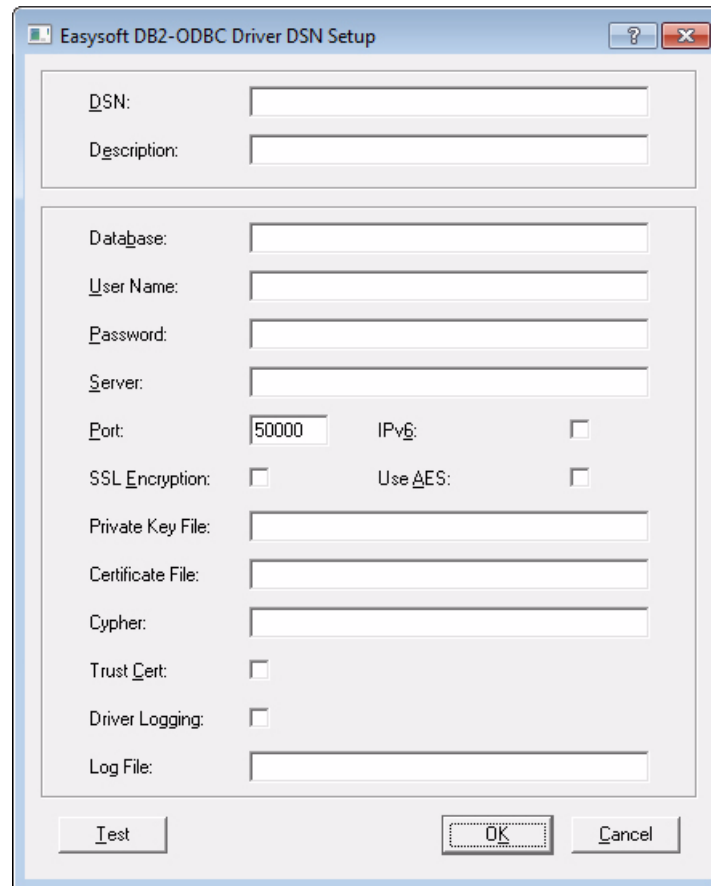 Easysoft DB2-ODBC Driver DSN Setup
DSN:
Description:
Database:
User Name:
Password:
Server:
Port: 50000 IPv6:
SSL Encryption: Use AES:
Private Key File:
Certificate File:
Cypher:
Trust Cert:
Driver Logging:
Log File:
Test OK Cancel